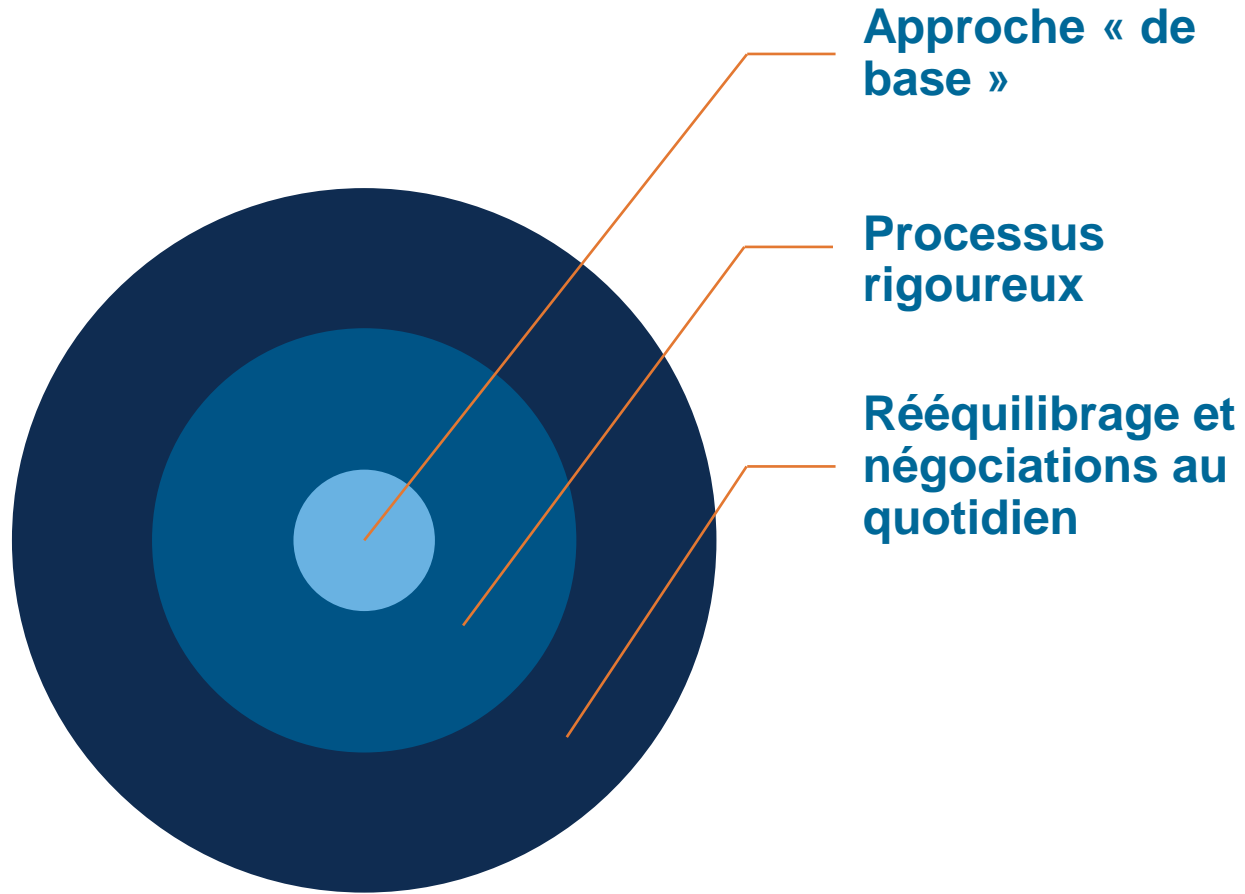 Approche « de
base »
Processus
rigoureux
Rééquilibrage et
négociations au
quotidien